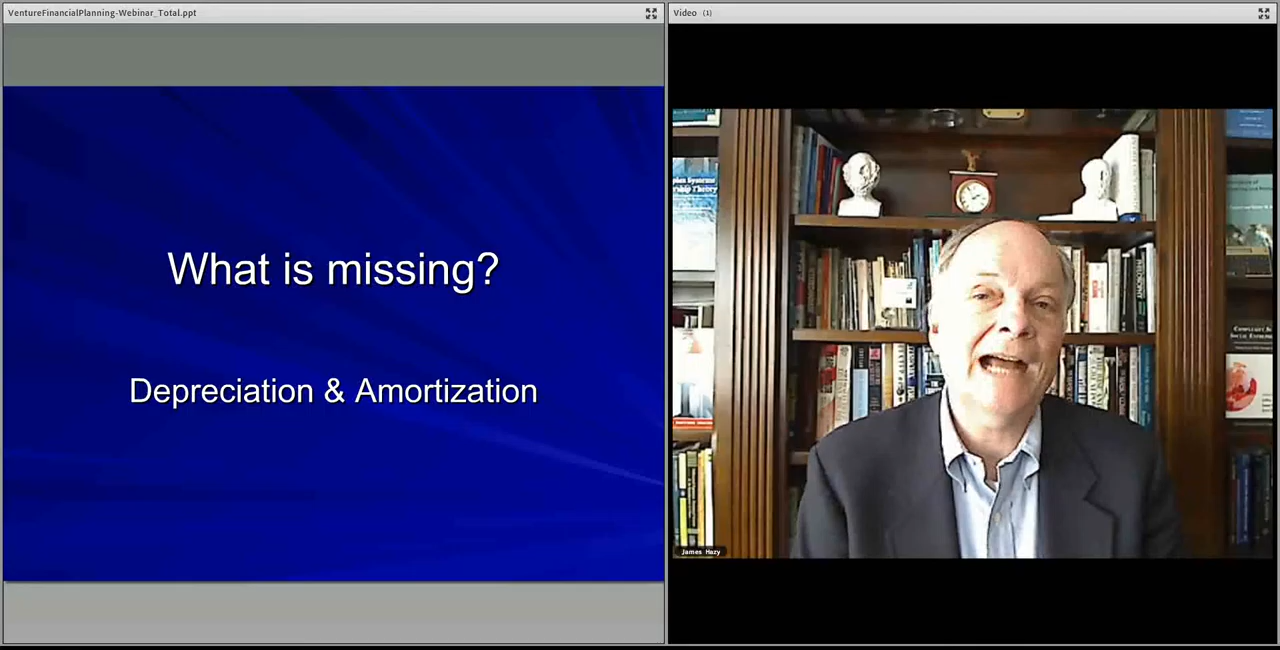 VentureFinancialPlanning-Webinar_Total.ppt
Video (1)
What is missing?
Depreciation & Amortization
James Hazy